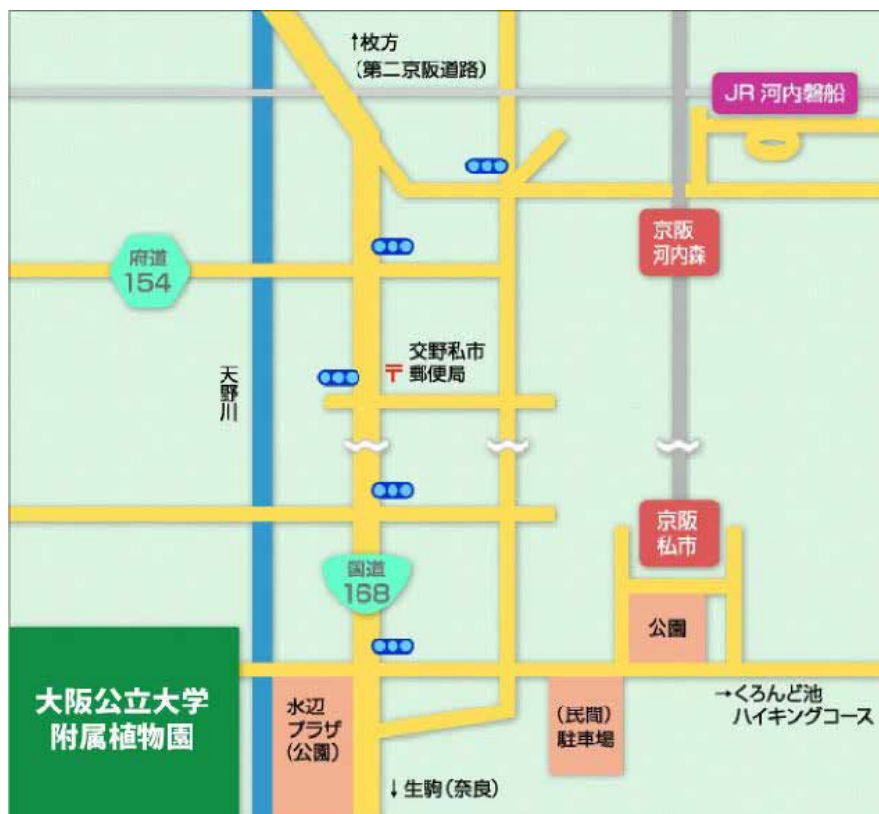 ↑枚方
(第二京阪道路)
JR 河内磐船
京阪
河内森
府道
154
交野私市
〒
郵便局
天野川
京阪
私市
国道
168
公園
大阪公立大学
附属植物園
水辺
プラザ
(公園)
(民間)
駐車場
→くろんど池
ハイキングコース
↓生駒(奈良)